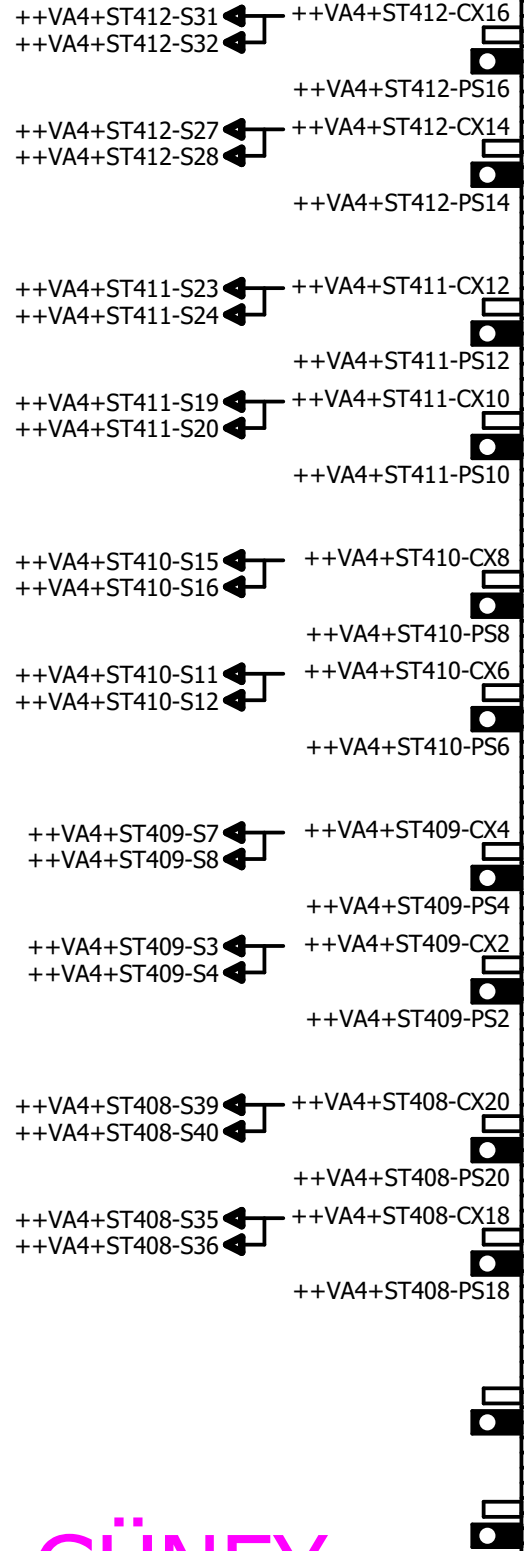 ++VA4+ST412-S31 ++VA4+ST412-CX16
++VA4+ST412-S32
++VA4+ST412-PS16
++VA4+ST412-S27 ++VA4+ST412-CX14
++VA4+ST412-S28
++VA4+ST412-PS14
++VA4+ST411-S23 ++VA4+ST411-CX12
++VA4+ST411-S24
++VA4+ST411-PS12
++VA4+ST411-S19 ++VA4+ST411-CX10
++VA4+ST411-S20
++VA4+ST411-PS10
++VA4+ST410-S15 ++VA4+ST410-CX8
++VA4+ST410-S16
++VA4+ST410-PS8
++VA4+ST410-S11 ++VA4+ST410-CX6
++VA4+ST410-S12
++VA4+ST410-PS6
++VA4+ST409-S7 ++VA4+ST409-CX4
++VA4+ST409-S8
++VA4+ST409-PS4
++VA4+ST409-S3 ++VA4+ST409-CX2
++VA4+ST409-S4
++VA4+ST409-PS2
++VA4+ST408-S39 ++VA4+ST408-CX20
++VA4+ST408-S40
++VA4+ST408-PS20
++VA4+ST408-S35 ++VA4+ST408-CX18
++VA4+ST408-S36
++VA4+ST408-PS18
GÜNEY